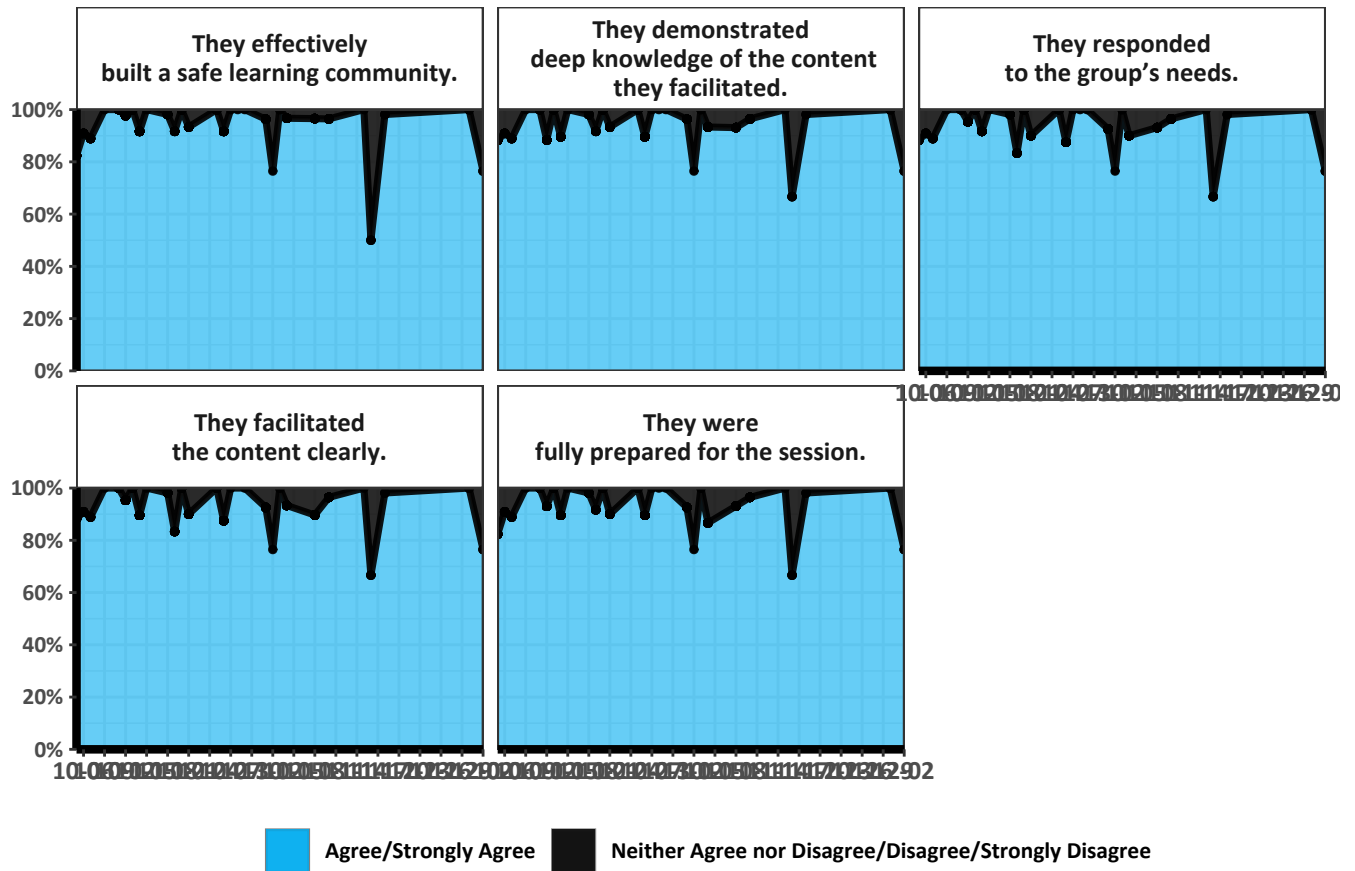 They effectively
built a safe learning community.
They demonstrated
deep knowledge of the content
they facilitated.
They responded
to the group’s needs.
100%
80%
60%
40%
20%
0%
They facilitated
the content clearly.
They were
fully prepared for the session.
100%
80%
60%
40%
20%
0%
Agree/Strongly Agree
Neither Agree nor Disagree/Disagree/Strongly Disagree